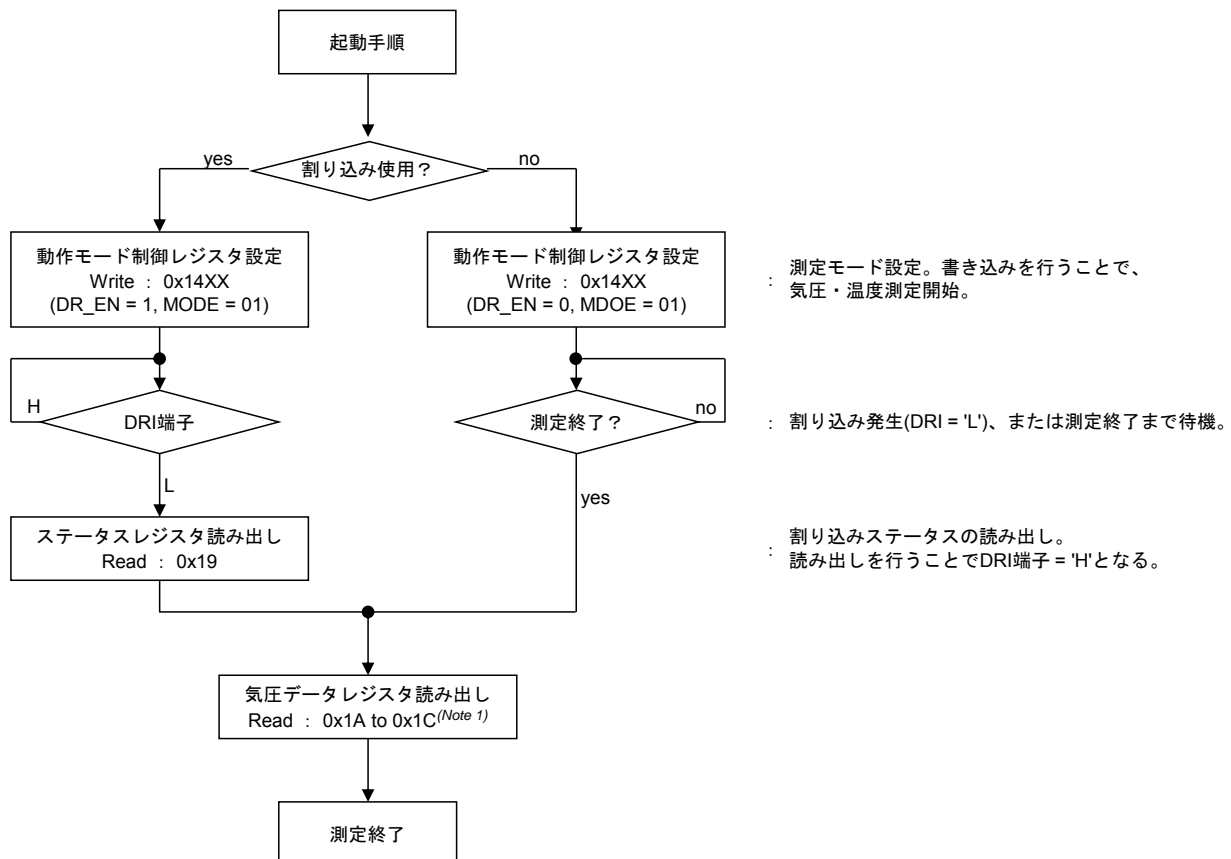 起動手順
割り込み使用？
yes
no
動作モード制御レジスタ設定
Write : 0x14XX
(DR_EN = 1, MODE = 01)
動作モード制御レジスタ設定
Write : 0x14XX
(DR_EN = 0, MDOE = 01)
: 測定モード設定。書き込みを行うことで、
気圧・温度測定開始。
H
DRI端子
測定終了？
no
: 割り込み発生(DRI = 'L')、または測定終了まで待機。
L
yes
ステータスレジスタ読み出し
Read : 0x19
: 割り込みステータスの読み出し。
読み出しを行うことでDRI端子 = 'H'となる。
気圧データレジスタ読み出し
Read : 0x1A to 0x1C(Note 1)
測定終了